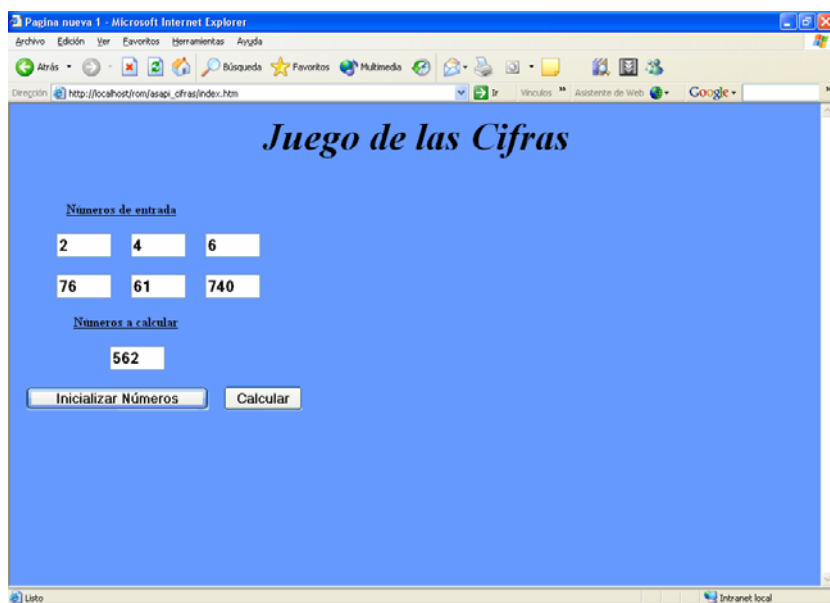 Pagina nueva 1 - Microsoft Internet Explorer
Archivo Edición Ver Favoritos Herramientas Ayuda
Atrás Búsqueda Favoritos Multimedia
Dirección http://localhost/rom/asapi_cifras/index.htm Ir Vínculos » Asistente de Web Google
Juego de las Cifras
Números de entrada
2 4 6
76 61 740
Números a calcular
562
Inicializar Números Calcular
Listo Intranet local